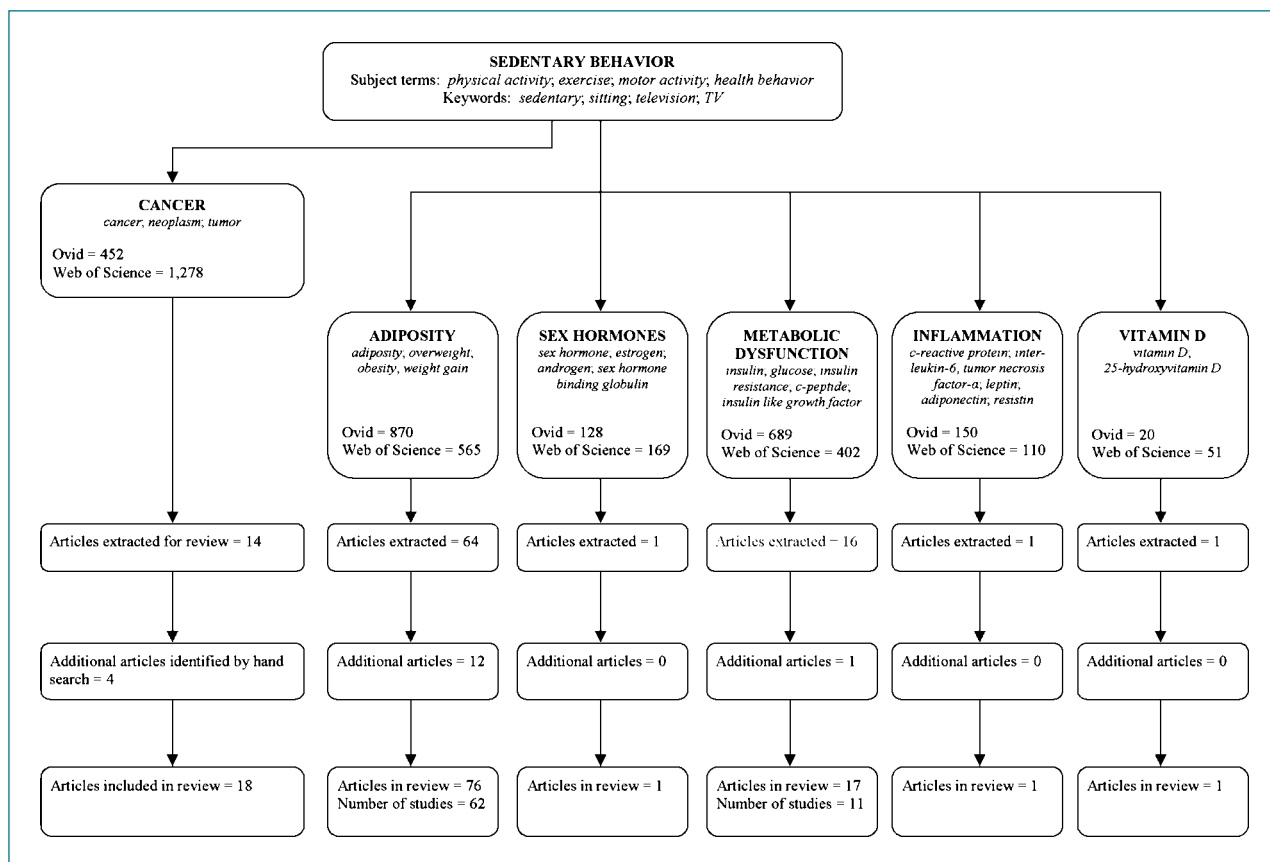 SEDENTARY BEHAVIOR
Subject terms: physical activity; exercise; motor activity; health behavior
Keywords: sedentary; sitting; television; TV
CANCER
cancer; neoplasm; tumor
Ovid = 452
Web of Science = 1,278
ADIPOSITY
adiposity, overweight,
obesity, weight gain
Ovid = 870
Web of Science = 565
SEX HORMONES
sex hormone, estrogen;
androgen; sex hormone
binding globulin
Ovid = 128
Web of Science = 169
METABOLIC
DYSFUNCTION
insulin, glucose, insulin
resistance, c-peptide;
insulin like growth factor
Ovid = 689
Web of Science = 402
INFLAMMATION
c-reactive protein; inter-
leukin-6, tumor necrosis
factor-α; leptin;
adiponectin; resistin
Ovid = 150
Web of Science = 110
VITAMIN D
vitamin D,
25-hydroxyvitamin D
Ovid = 20
Web of Science = 51
Articles extracted for review = 14
Articles extracted = 64
Articles extracted = 1
Articles extracted = 16
Articles extracted = 1
Articles extracted = 1
Additional articles identified by hand
search = 4
Additional articles = 12
Additional articles = 0
Additional articles = 1
Additional articles = 0
Additional articles = 0
Articles included in review = 18
Articles in review = 76
Number of studies = 62
Articles in review = 1
Articles in review = 17
Number of studies = 11
Articles in review = 1
Articles in review = 1